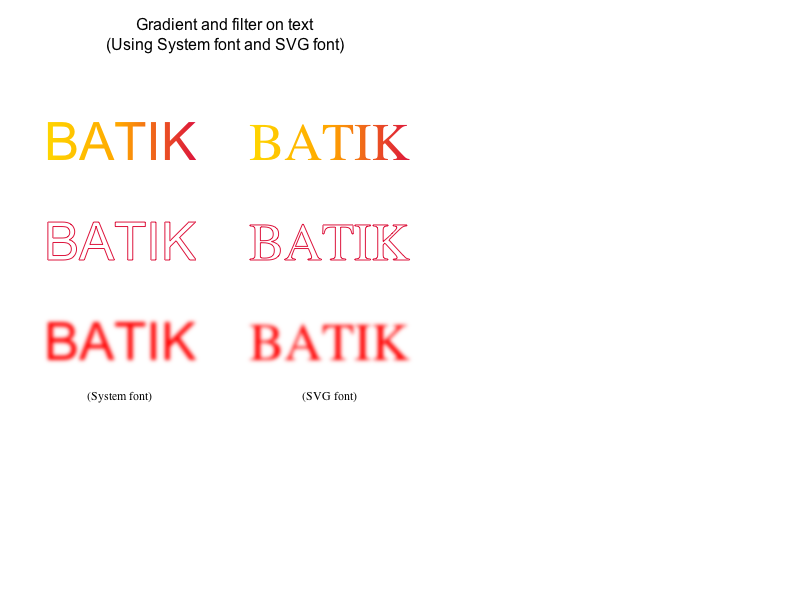 Gradient and filter on text
(Using System font and SVG font)
BATIK BATIK
BATIK BATIK
BATIK BATIK
(System font) (SVG font)